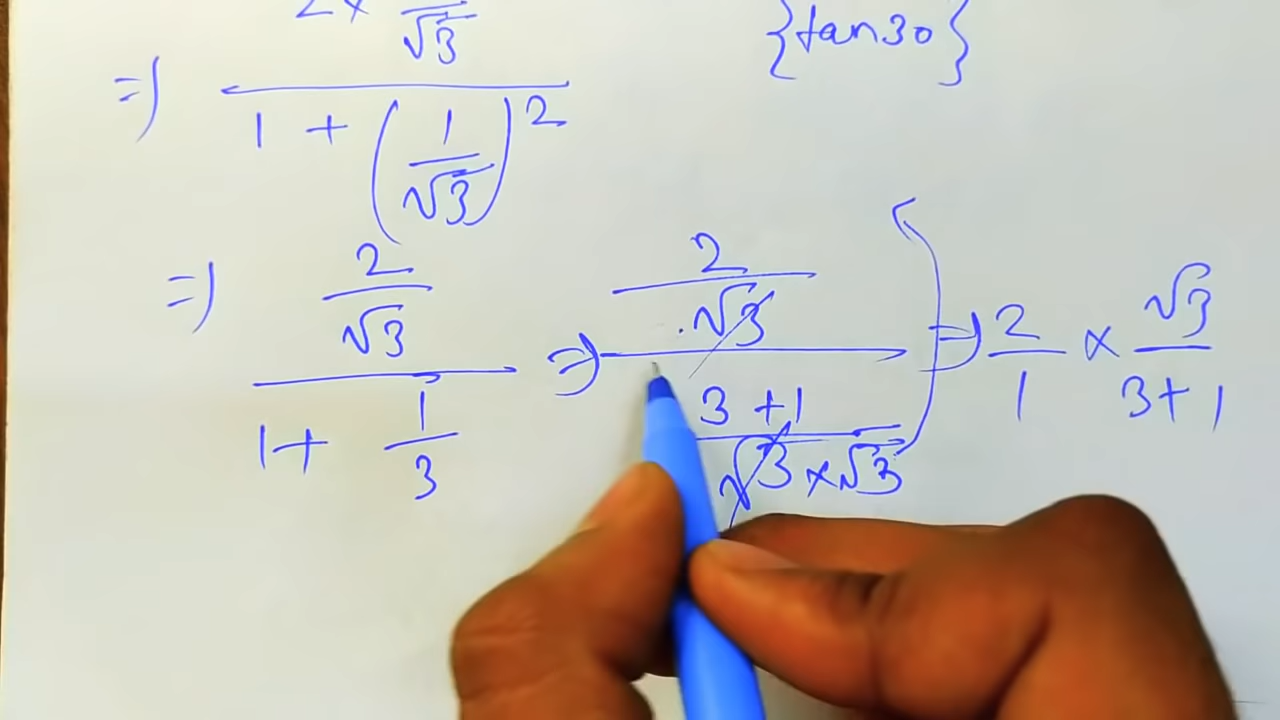 2 × 1/√3 {tan30}
=) ───────────
1 + (1/√3)²
=) 2/√3 =) 2/√3 =) 2/1 × √3/3+1
─────── ───────
1 + 1/3 3+1/√3×√3